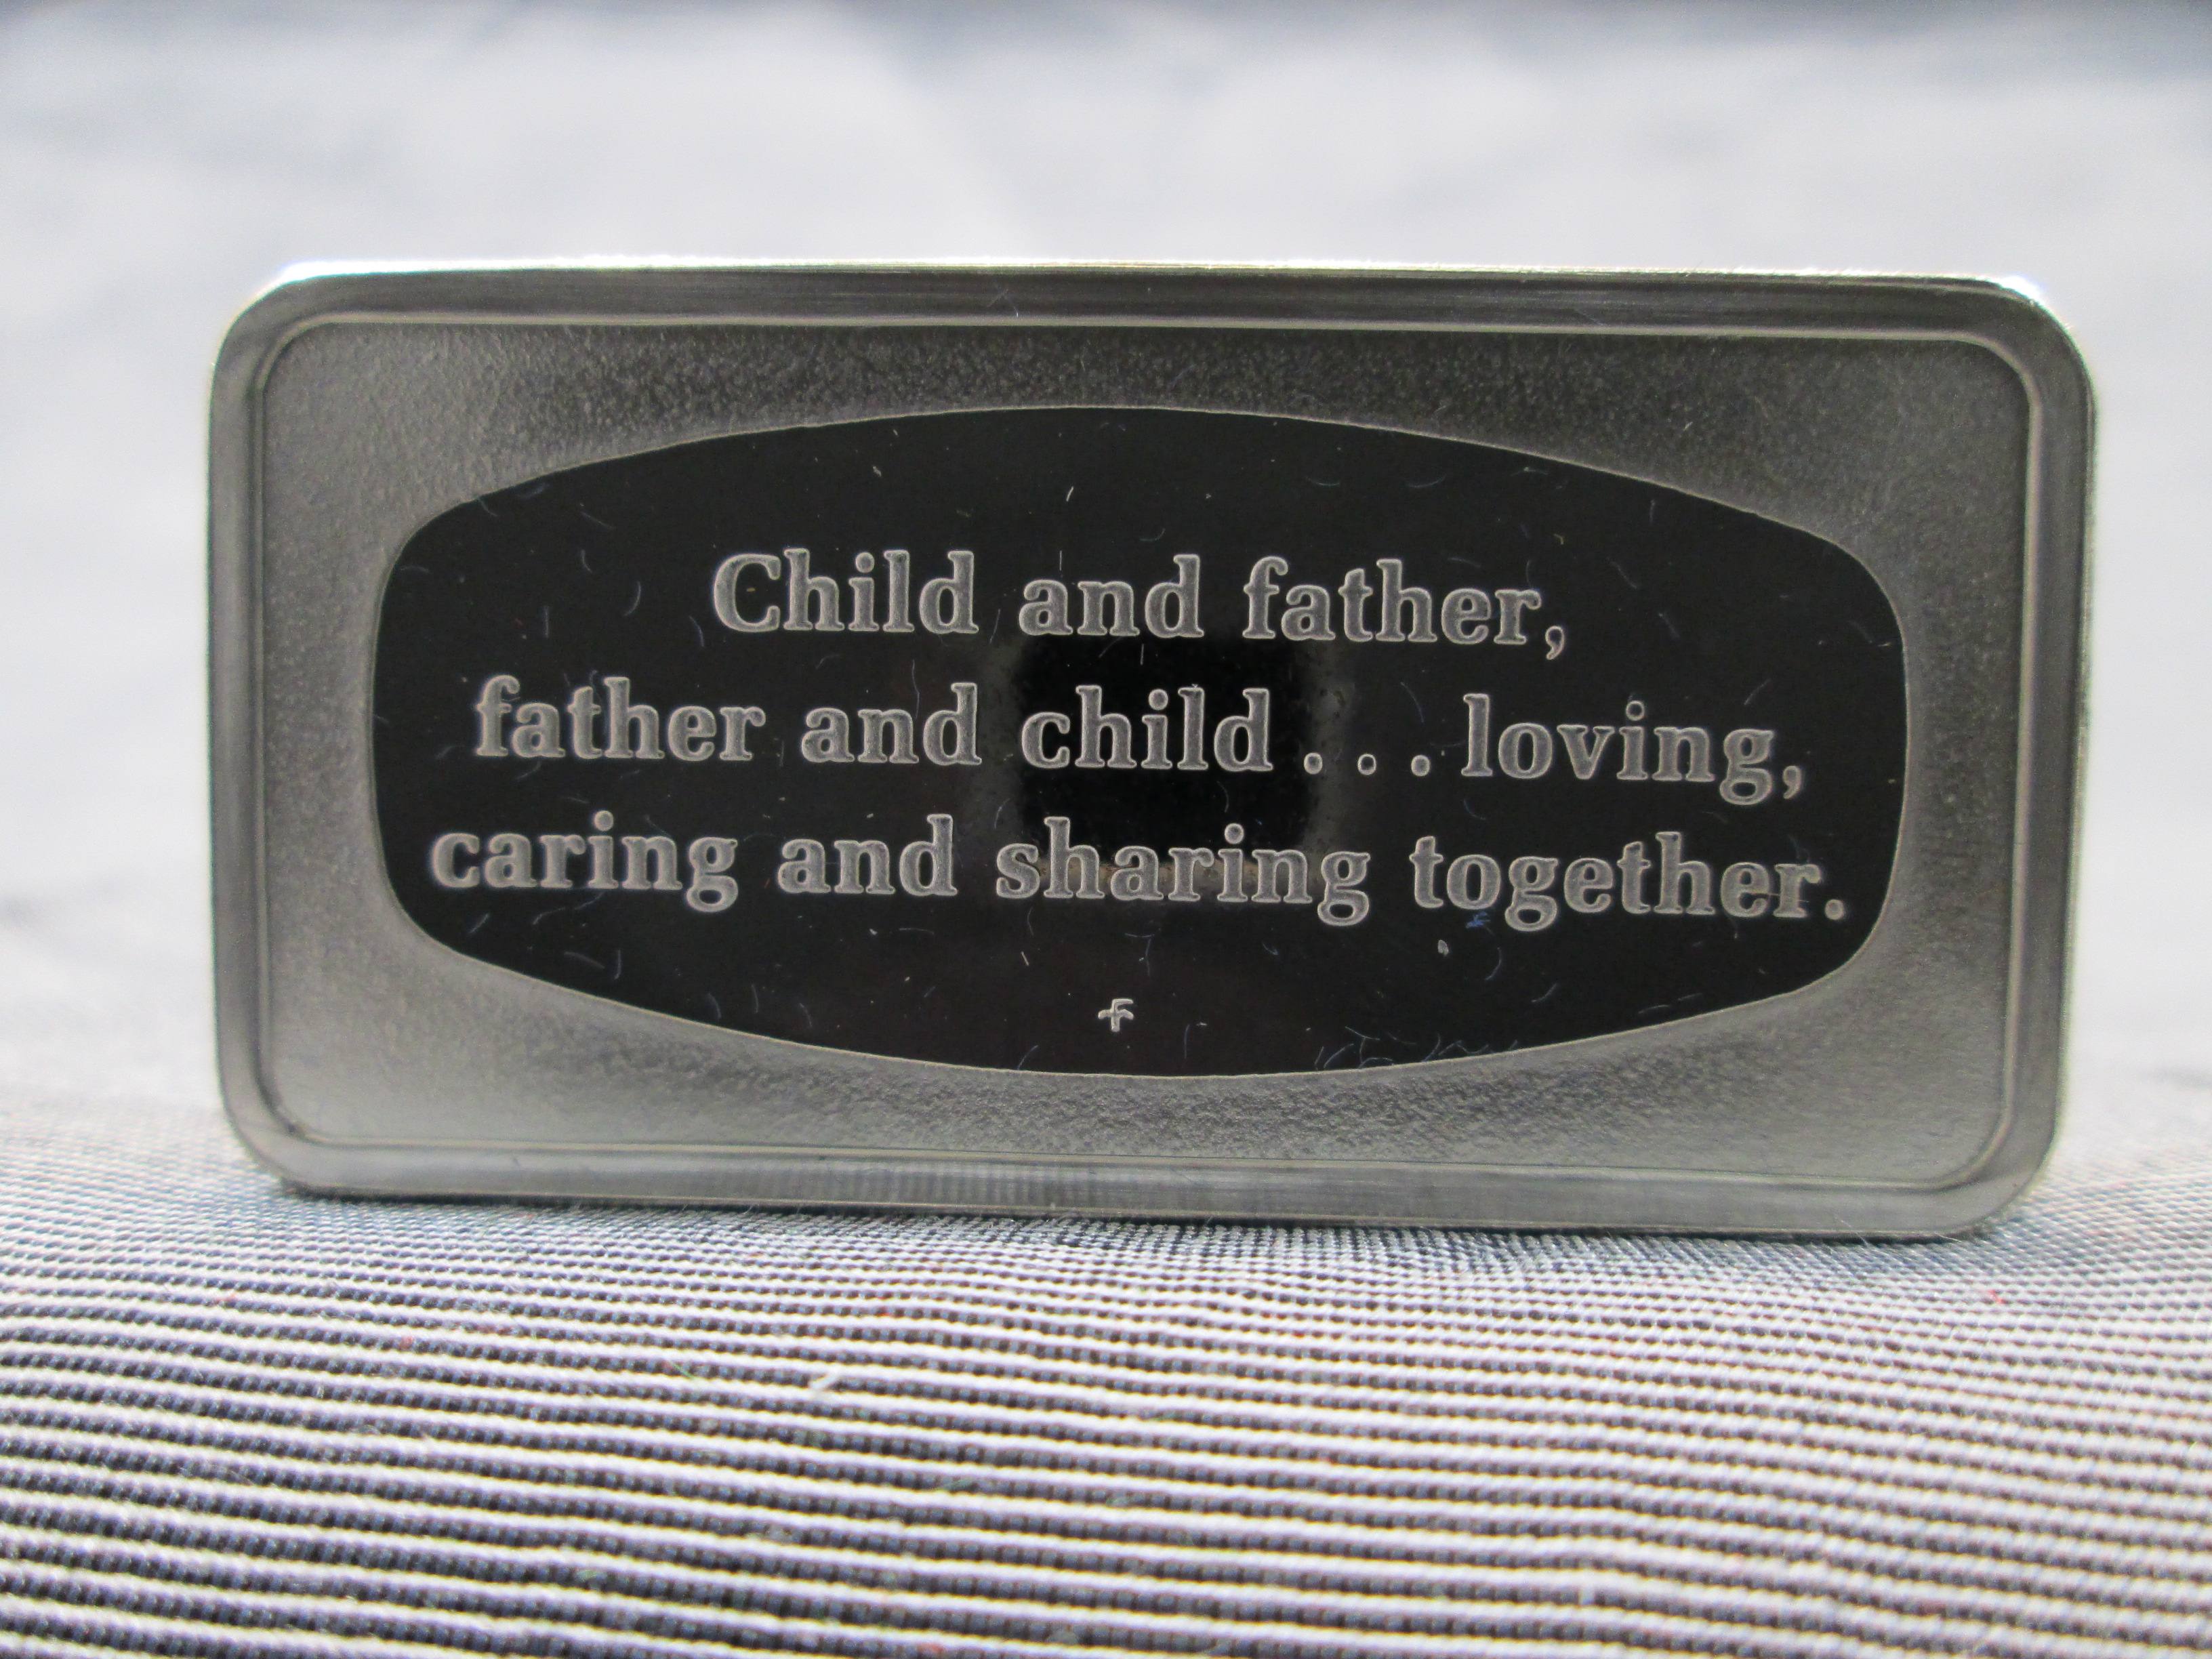 Child and father,
father and child . . . loving,
caring and sharing together.
F